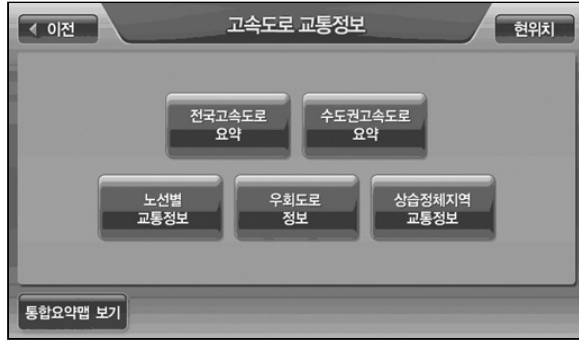 이전
고속도로 교통정보
현위치
전국고속도로
요약
수도권고속도로
요약
노선별
교통정보
우회도로
정보
상습정체지역
교통정보
통합요약맵 보기